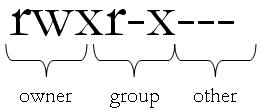 rwxr-x---
owner group other